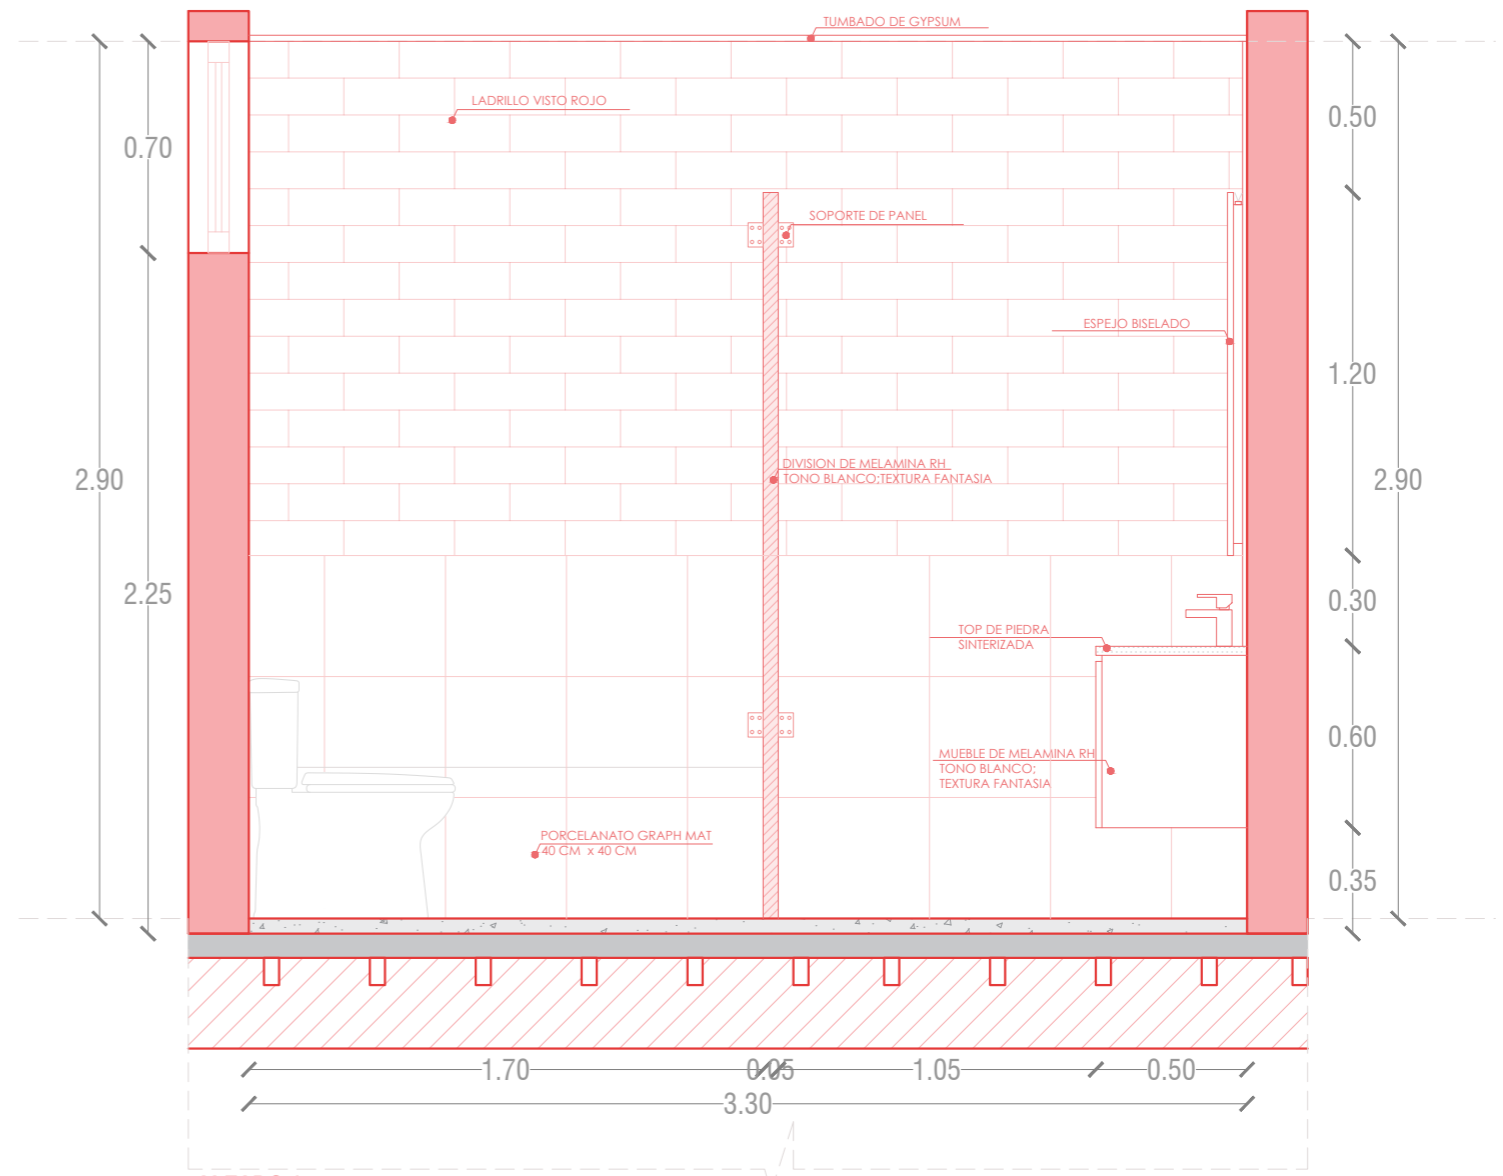 TUMBADO DE GYPSUM
LADRILLO VISTO ROJO
0.50
0.70
SOPORTE DE PANEL
ESPEJO BISELADO
1.20
DIVISION DE MELAMINA RH
TONO BLANCO;TEXTURA FANTASIA
2.90
2.90
2.25
0.30
TOP DE PIEDRA
SINTERIZADA
0.60
MUEBLE DE MELAMINA RH
TONO BLANCO;
TEXTURA FANTASIA
PORCELANATO GRAPH MAT
40 CM x 40 CM
0.35
1.70
0.05
1.05
0.50
3.30